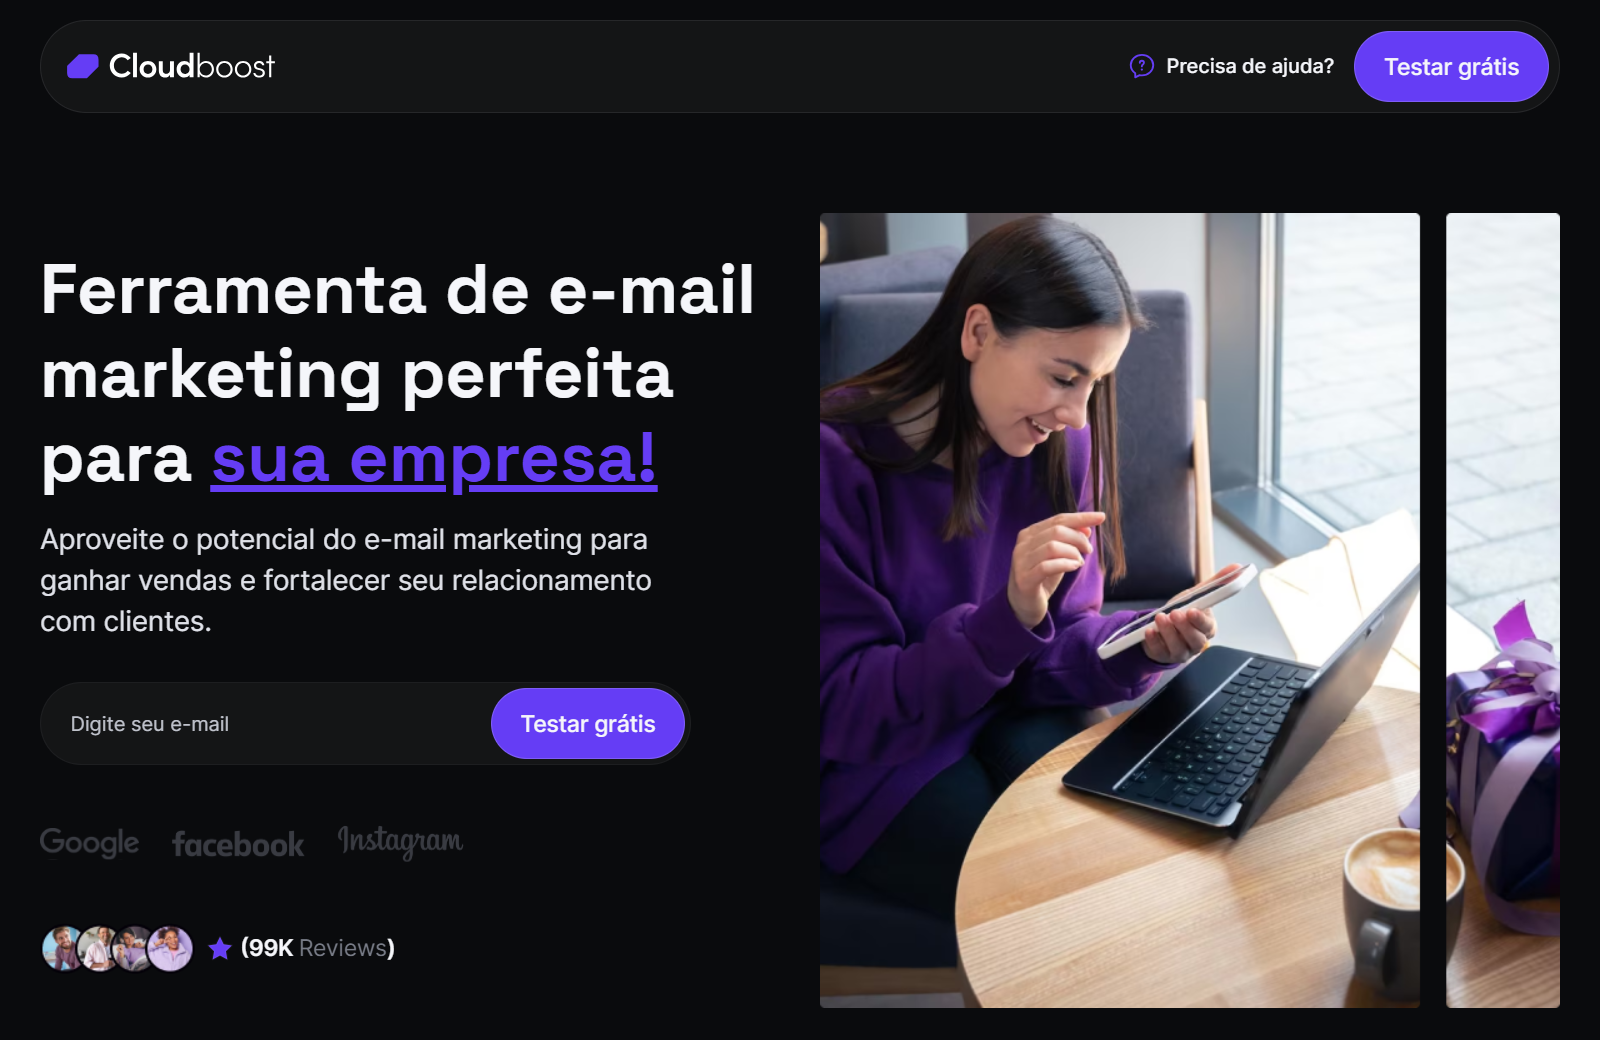 Cloudboost
Precisa de ajuda?
Testar grátis
Ferramenta de e-mail
marketing perfeita
para sua empresa!
Aproveite o potencial do e-mail marketing para
ganhar vendas e fortalecer seu relacionamento
com clientes.
Digite seu e-mail
Testar grátis
Google facebook Instagram
(99K Reviews)